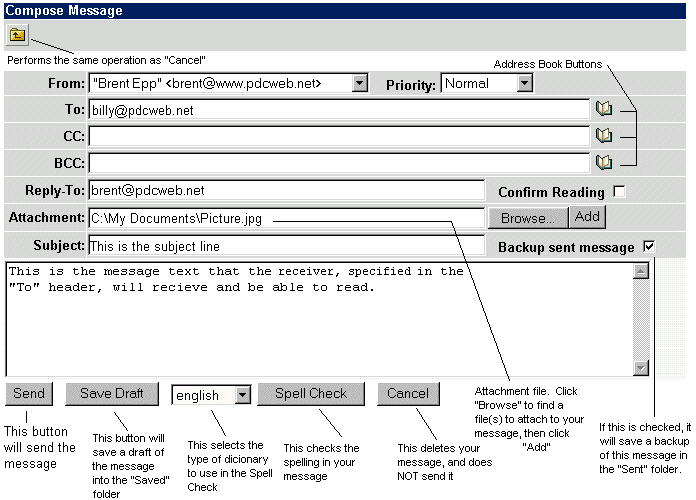 Compose Message
Performs the same operation as "Cancel"
Address Book Buttons
From: "Brent Epp" <brent@www.pdcweb.net> Priority: Normal
To: billy@pdcweb.net
CC:
BCC:
Reply-To: brent@pdcweb.net Confirm Reading
Attachment: C:\My Documents\Picture.jpg Browse... Add
Subject: This is the subject line Backup sent message
This is the message text that the receiver, specified in the
"To" header, will recieve and be able to read.
Send Save Draft english Spell Check Cancel
This button
will send the
message
This button will
save a draft of
the message
into the "Saved"
folder
This selects the
type of dicionary
to use in the Spell
Check
This checks the
spelling in your
message
This deletes your
message, and does
NOT send it
Attachment file. Click
"Browse" to find a
file(s) to attach to your
message, then click
"Add"
If this is checked, it
will save a backup
of this message in
the "Sent" folder.